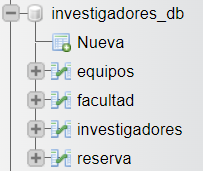 investigadores_db
Nueva
equipos
facultad
investigadores
reserva